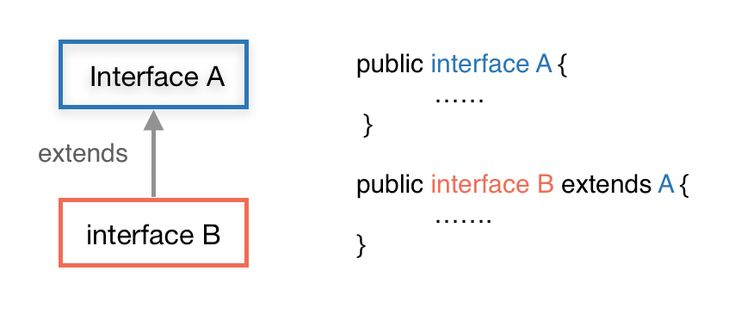 Interface A
extends
interface B
public interface A {
……
}
public interface B extends A {
…….
}